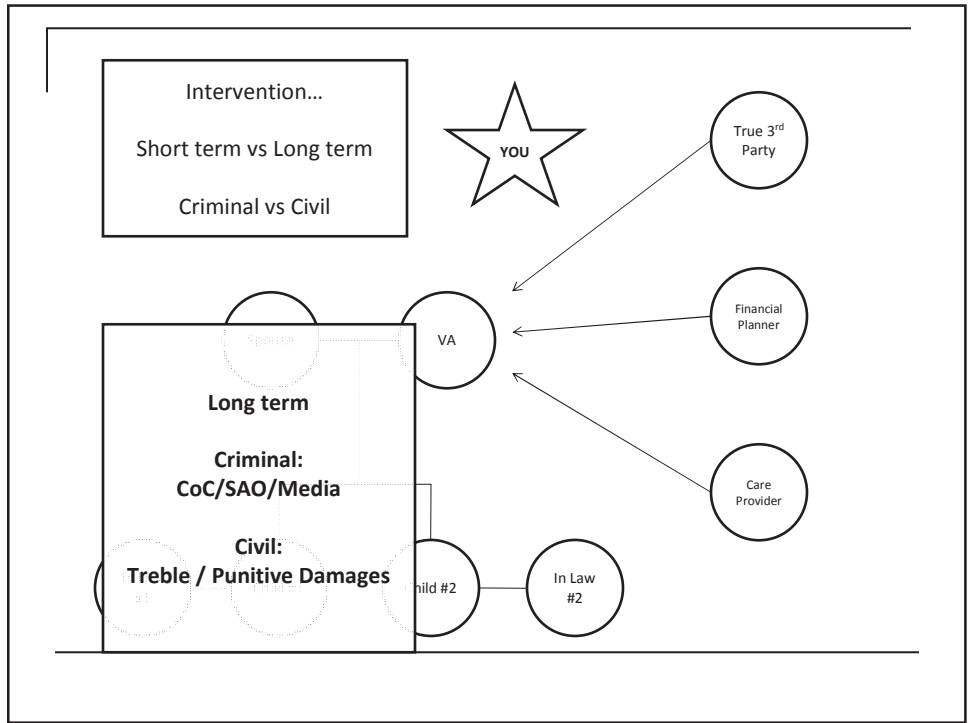 Intervention…
Short term vs Long term
Criminal vs Civil
YOU
True 3rd
Party
Financial
Planner
VA
Spouse
Long term
Criminal:
CoC/SAO/Media
Civil:
Treble / Punitive Damages
Care
Provider
hild #2
In Law
#2